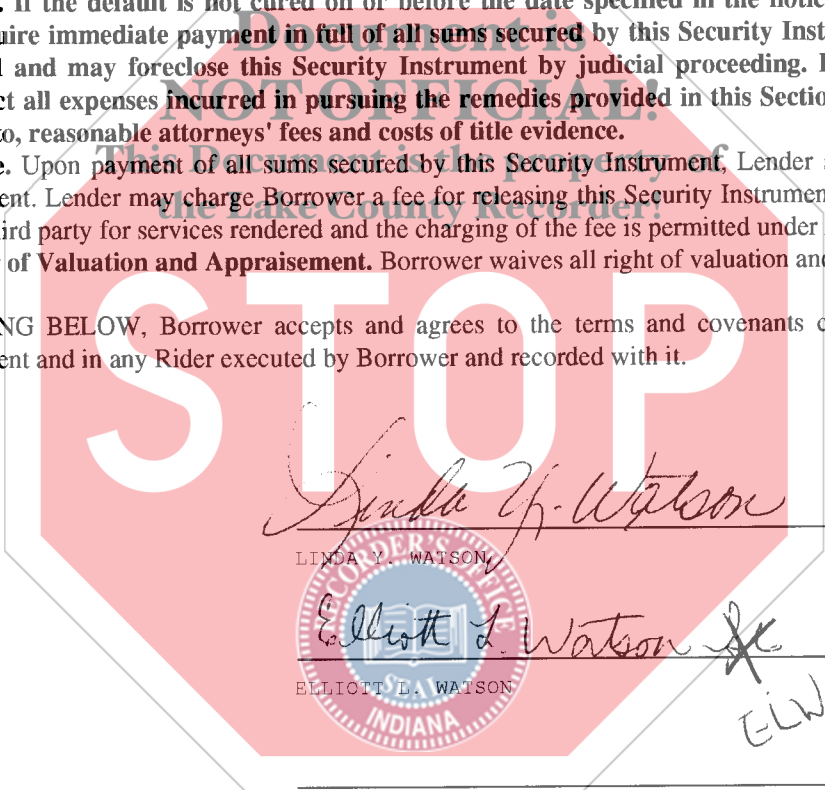 . If the default is not cured on or before the date specified in the notic
uire immediate payment in full of all sums secured by this Security Inst
l and may foreclose this Security Instrument by judicial proceeding.
ct all expenses incurred in pursuing the remedies provided in this Sectio
to, reasonable attorneys' fees and costs of title evidence.
e. Upon payment of all sums secured by this Security Instrument, Lender
ent. Lender may charge Borrower a fee for releasing this Security Instrumen
ird party for services rendered and the charging of the fee is permitted under
of Valuation and Appraisement. Borrower waives all right of valuation and
NG BELOW, Borrower accepts and agrees to the terms and covenants c
ent and in any Rider executed by Borrower and recorded with it.
Document is
NOT OFFICIAL!
This Document is the property of
the Lake County Recorder!
STOP
Linda Y. Watson
LINDA Y. WATSON
Elliott L. Watson
ELLIOTT L. WATSON
ELW
RECORDER'S OFFICE
SEAL
INDIANA